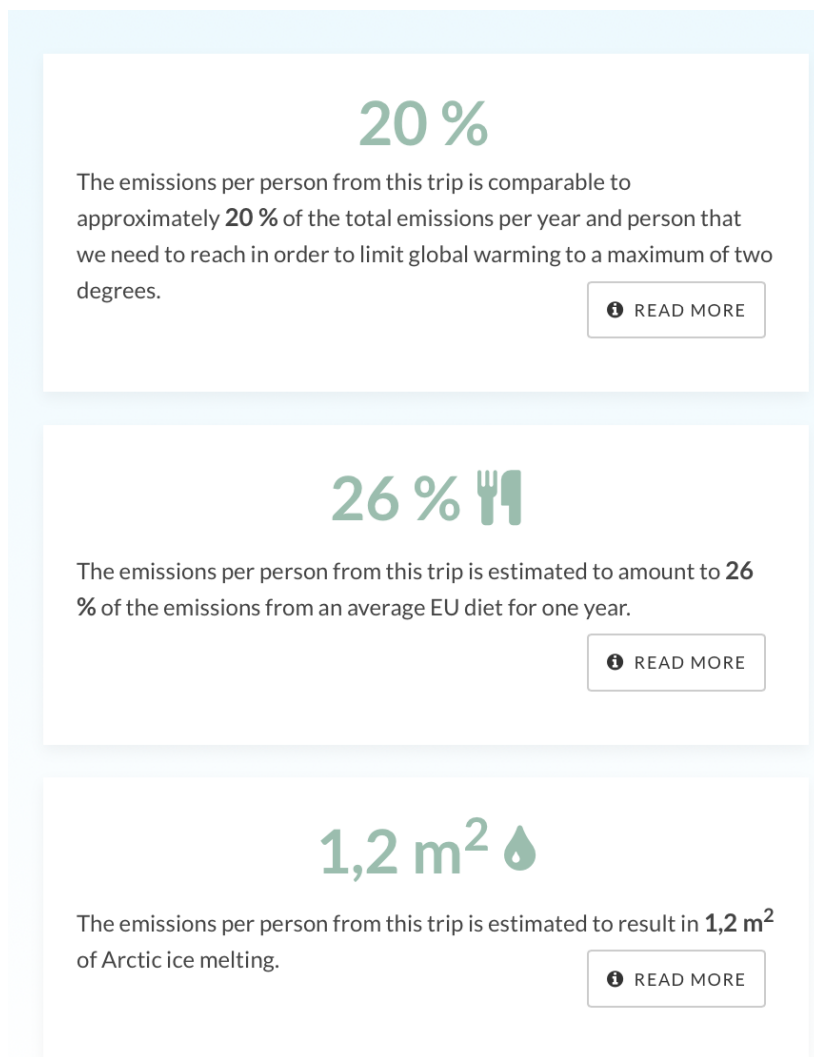 20 %
The emissions per person from this trip is comparable to
approximately 20 % of the total emissions per year and person that
we need to reach in order to limit global warming to a maximum of two
degrees.
READ MORE
26 %
The emissions per person from this trip is estimated to amount to 26
% of the emissions from an average EU diet for one year.
READ MORE
1,2 m²
The emissions per person from this trip is estimated to result in 1,2 m²
of Arctic ice melting.
READ MORE